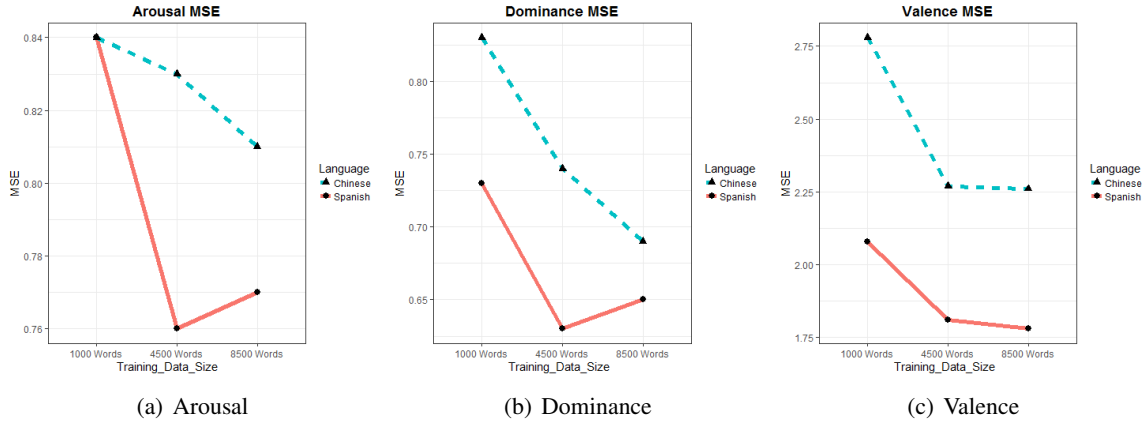 Arousal MSE
0.84
0.82
0.80
0.78
0.76
MSE
1000 Words 4500 Words 8500 Words
Training_Data_Size
Language
Chinese
Spanish
(a) Arousal
Dominance MSE
0.80
0.75
0.70
0.65
MSE
1000 Words 4500 Words 8500 Words
Training_Data_Size
Language
Chinese
Spanish
(b) Dominance
Valence MSE
2.75
2.50
2.25
2.00
1.75
MSE
1000 Words 4500 Words 8500 Words
Training_Data_Size
Language
Chinese
Spanish
(c) Valence